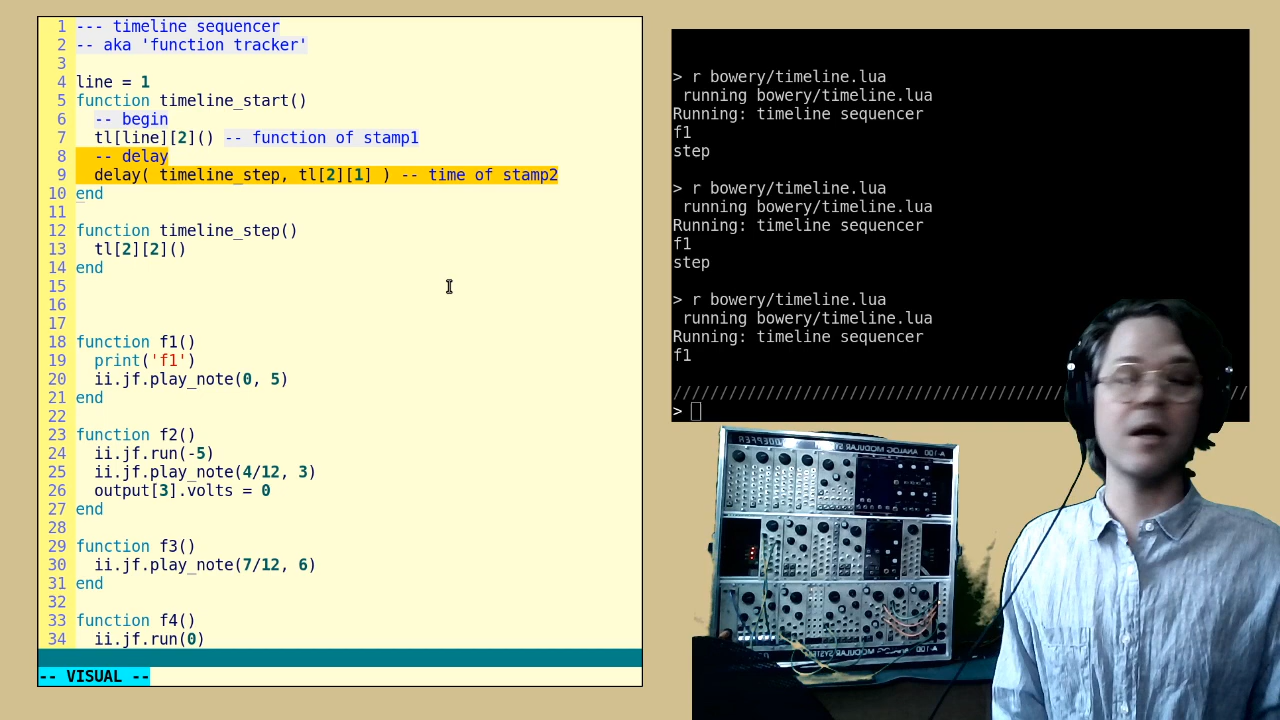 1 --- timeline sequencer
2 -- aka 'function tracker'
3
4 line = 1
5 function timeline_start()
6   -- begin
7   tl[line][2]() -- function of stamp1
8   -- delay
9   delay( timeline_step, tl[2][1] ) -- time of stamp2
10 end
11
12 function timeline_step()
13   tl[2][2]()
14 end
15
16
17
18 function f1()
19   print('f1')
20   ii.jf.play_note(0, 5)
21 end
22
23 function f2()
24   ii.jf.run(-5)
25   ii.jf.play_note(4/12, 3)
26   output[3].volts = 0
27 end
28
29 function f3()
30   ii.jf.play_note(7/12, 6)
31 end
32
33 function f4()
34   ii.jf.run(0)
-- VISUAL --
> r bowery/timeline.lua
 running bowery/timeline.lua
Running: timeline sequencer
f1
step
> r bowery/timeline.lua
 running bowery/timeline.lua
Running: timeline sequencer
f1
step
> r bowery/timeline.lua
 running bowery/timeline.lua
Running: timeline sequencer
f1
>
DOEPFER
ANALOG MODULAR SYSTEM A-100